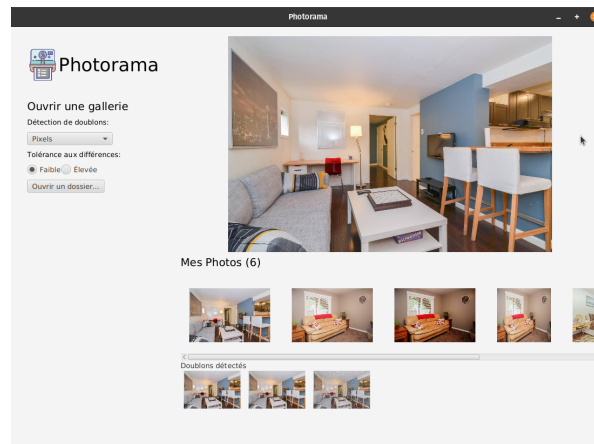 Photorama
Photorama
Ouvrir une gallerie
Détection de doublons:
Pixels
Tolérance aux différences:
Faible Élevée
Ouvrir un dossier...
Mes Photos (6)
Doublons détectés